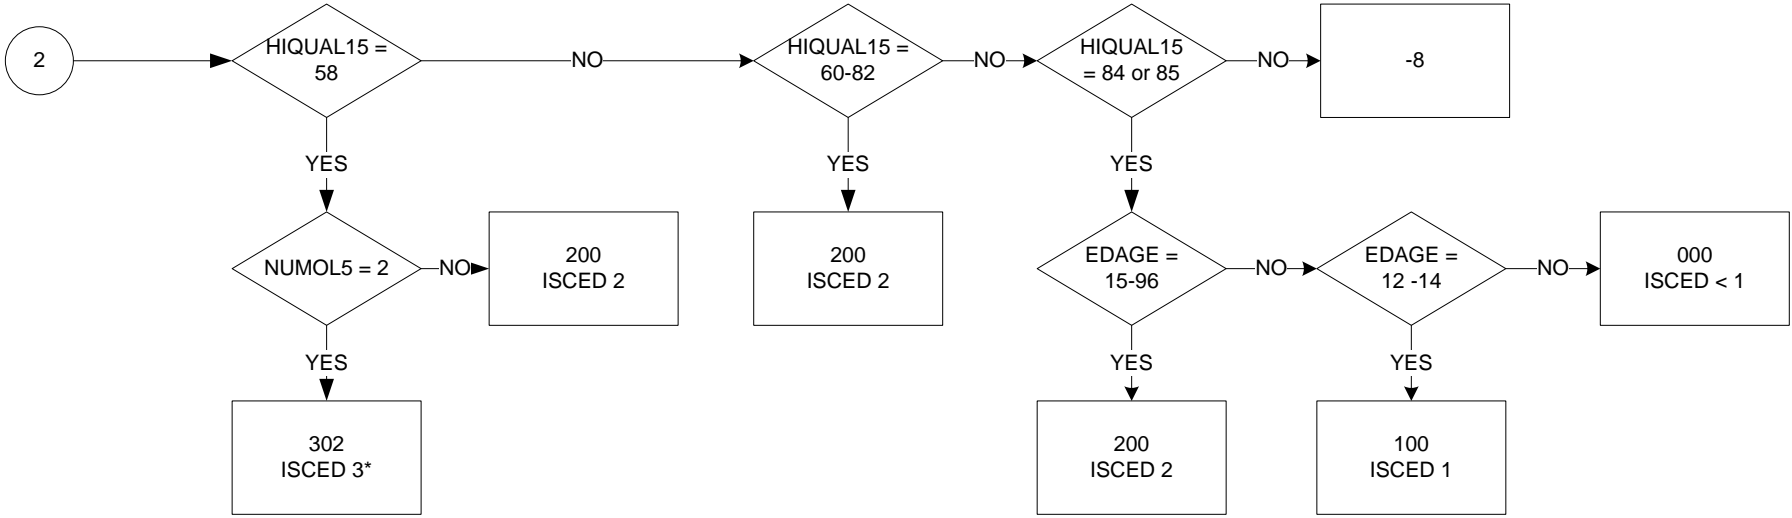 2
HIQUAL15 =
58
NO
HIQUAL15 =
60-82
NO
HIQUAL15
= 84 or 85
NO
-8
YES
YES
YES
NUMOL5 = 2
NO
200
ISCED 2
200
ISCED 2
EDAGE =
15-96
NO
EDAGE =
12 -14
NO
000
ISCED < 1
YES
YES
YES
302
ISCED 3*
200
ISCED 2
100
ISCED 1